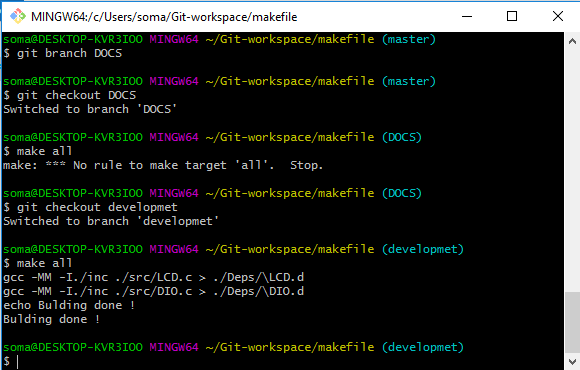 MINGW64:/c/Users/soma/Git-workspace/makefile
soma@DESKTOP-KVR3IOO MINGW64 ~/Git-workspace/makefile (master)
$ git branch DOCS
soma@DESKTOP-KVR3IOO MINGW64 ~/Git-workspace/makefile (master)
$ git checkout DOCS
Switched to branch 'DOCS'
soma@DESKTOP-KVR3IOO MINGW64 ~/Git-workspace/makefile (DOCS)
$ make all
make: *** No rule to make target 'all'.  Stop.
soma@DESKTOP-KVR3IOO MINGW64 ~/Git-workspace/makefile (DOCS)
$ git checkout developmet
Switched to branch 'developmet'
soma@DESKTOP-KVR3IOO MINGW64 ~/Git-workspace/makefile (developmet)
$ make all
gcc -MM -I./inc ./src/LCD.c > ./Deps/\LCD.d
gcc -MM -I./inc ./src/DIO.c > ./Deps/\DIO.d
echo Bulding done !
Bulding done !
soma@DESKTOP-KVR3IOO MINGW64 ~/Git-workspace/makefile (developmet)
$